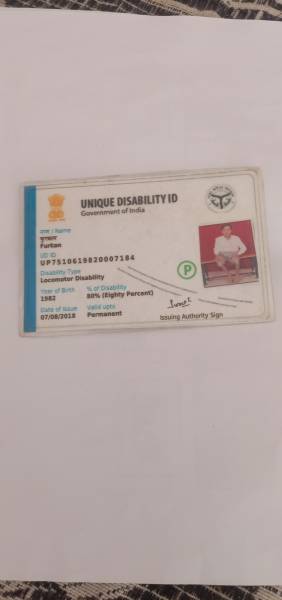 UNIQUE DISABILITY ID
Government of India
नाम / Name
फुरकान
Furkan
UD ID
UP7510619820007184
Disability Type
Locomotor Disability
Year of Birth
% of Disability
1982
80% (Eighty Percent)
Date of Issue
Valid upto
07/08/2018
Permanent
P
Issuing Authority Sign